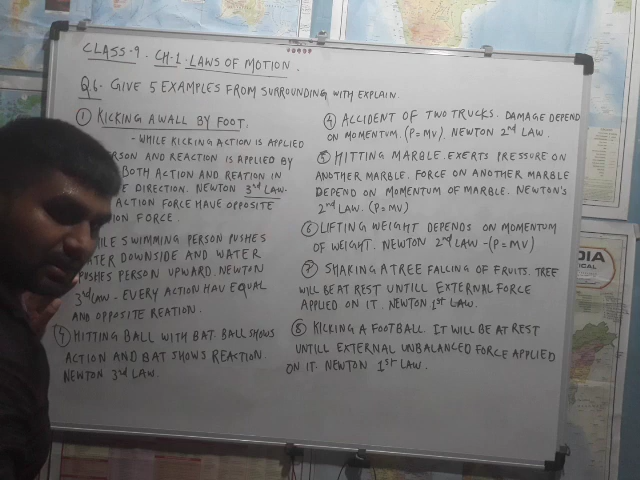 CLASS-9. CH-1. LAWS OF MOTION.
Q6- GIVE 5 EXAMPLES FROM SURROUNDING WITH EXPLAIN.
① KICKING A WALL BY FOOT.
- WHILE KICKING ACTION IS APPLIED
ERSON AND REACTION IS APPLIED BY
BOTH ACTION AND REATION IN
E DIRECTION. NEWTON 3rd LAW-
ACTION FORCE HAVE OPPOSITE
ION FORCE.
ILE SWIMMING PERSON PUSHES
ATER DOWNSIDE AND WATER
PUSHES PERSON UPWARD. NEWTON
3rd LAW - EVERY ACTION HAV EQUAL
AND OPPOSITE REATION.
④ HITTING BALL WITH BAT. BALL SHOWS
ACTION AND BAT SHOWS REACTION.
NEWTON 3rd LAW.
④ ACCIDENT OF TWO TRUCKS. DAMAGE DEPEND
ON MOMENTUM. (P=MV). NEWTON 2nd LAW.
⑤ HITTING MARBLE. EXERTS PRESSURE ON
ANOTHER MARBLE. FORCE ON ANOTHER MARBLE
DEPEND ON MOMENTUM OF MARBLE. NEWTON'S
2nd LAW. (P=MV)
⑥ LIFTING WEIGHT DEPENDS ON MOMENTUM
OF WEIGHT. NEWTON 2nd LAW -(P=MV)
⑦ SHAKING A TREE FALLING OF FRUITS. TREE
WILL BE AT REST UNTILL EXTERNAL FORCE
APPLIED ON IT. NEWTON 1st LAW.
⑧ KICKING A FOOTBALL. IT WILL BE AT REST
UNTILL EXTERNAL UNBALANCED FORCE APPLIED
ON IT. NEWTON 1st LAW.
DIA
ICAL